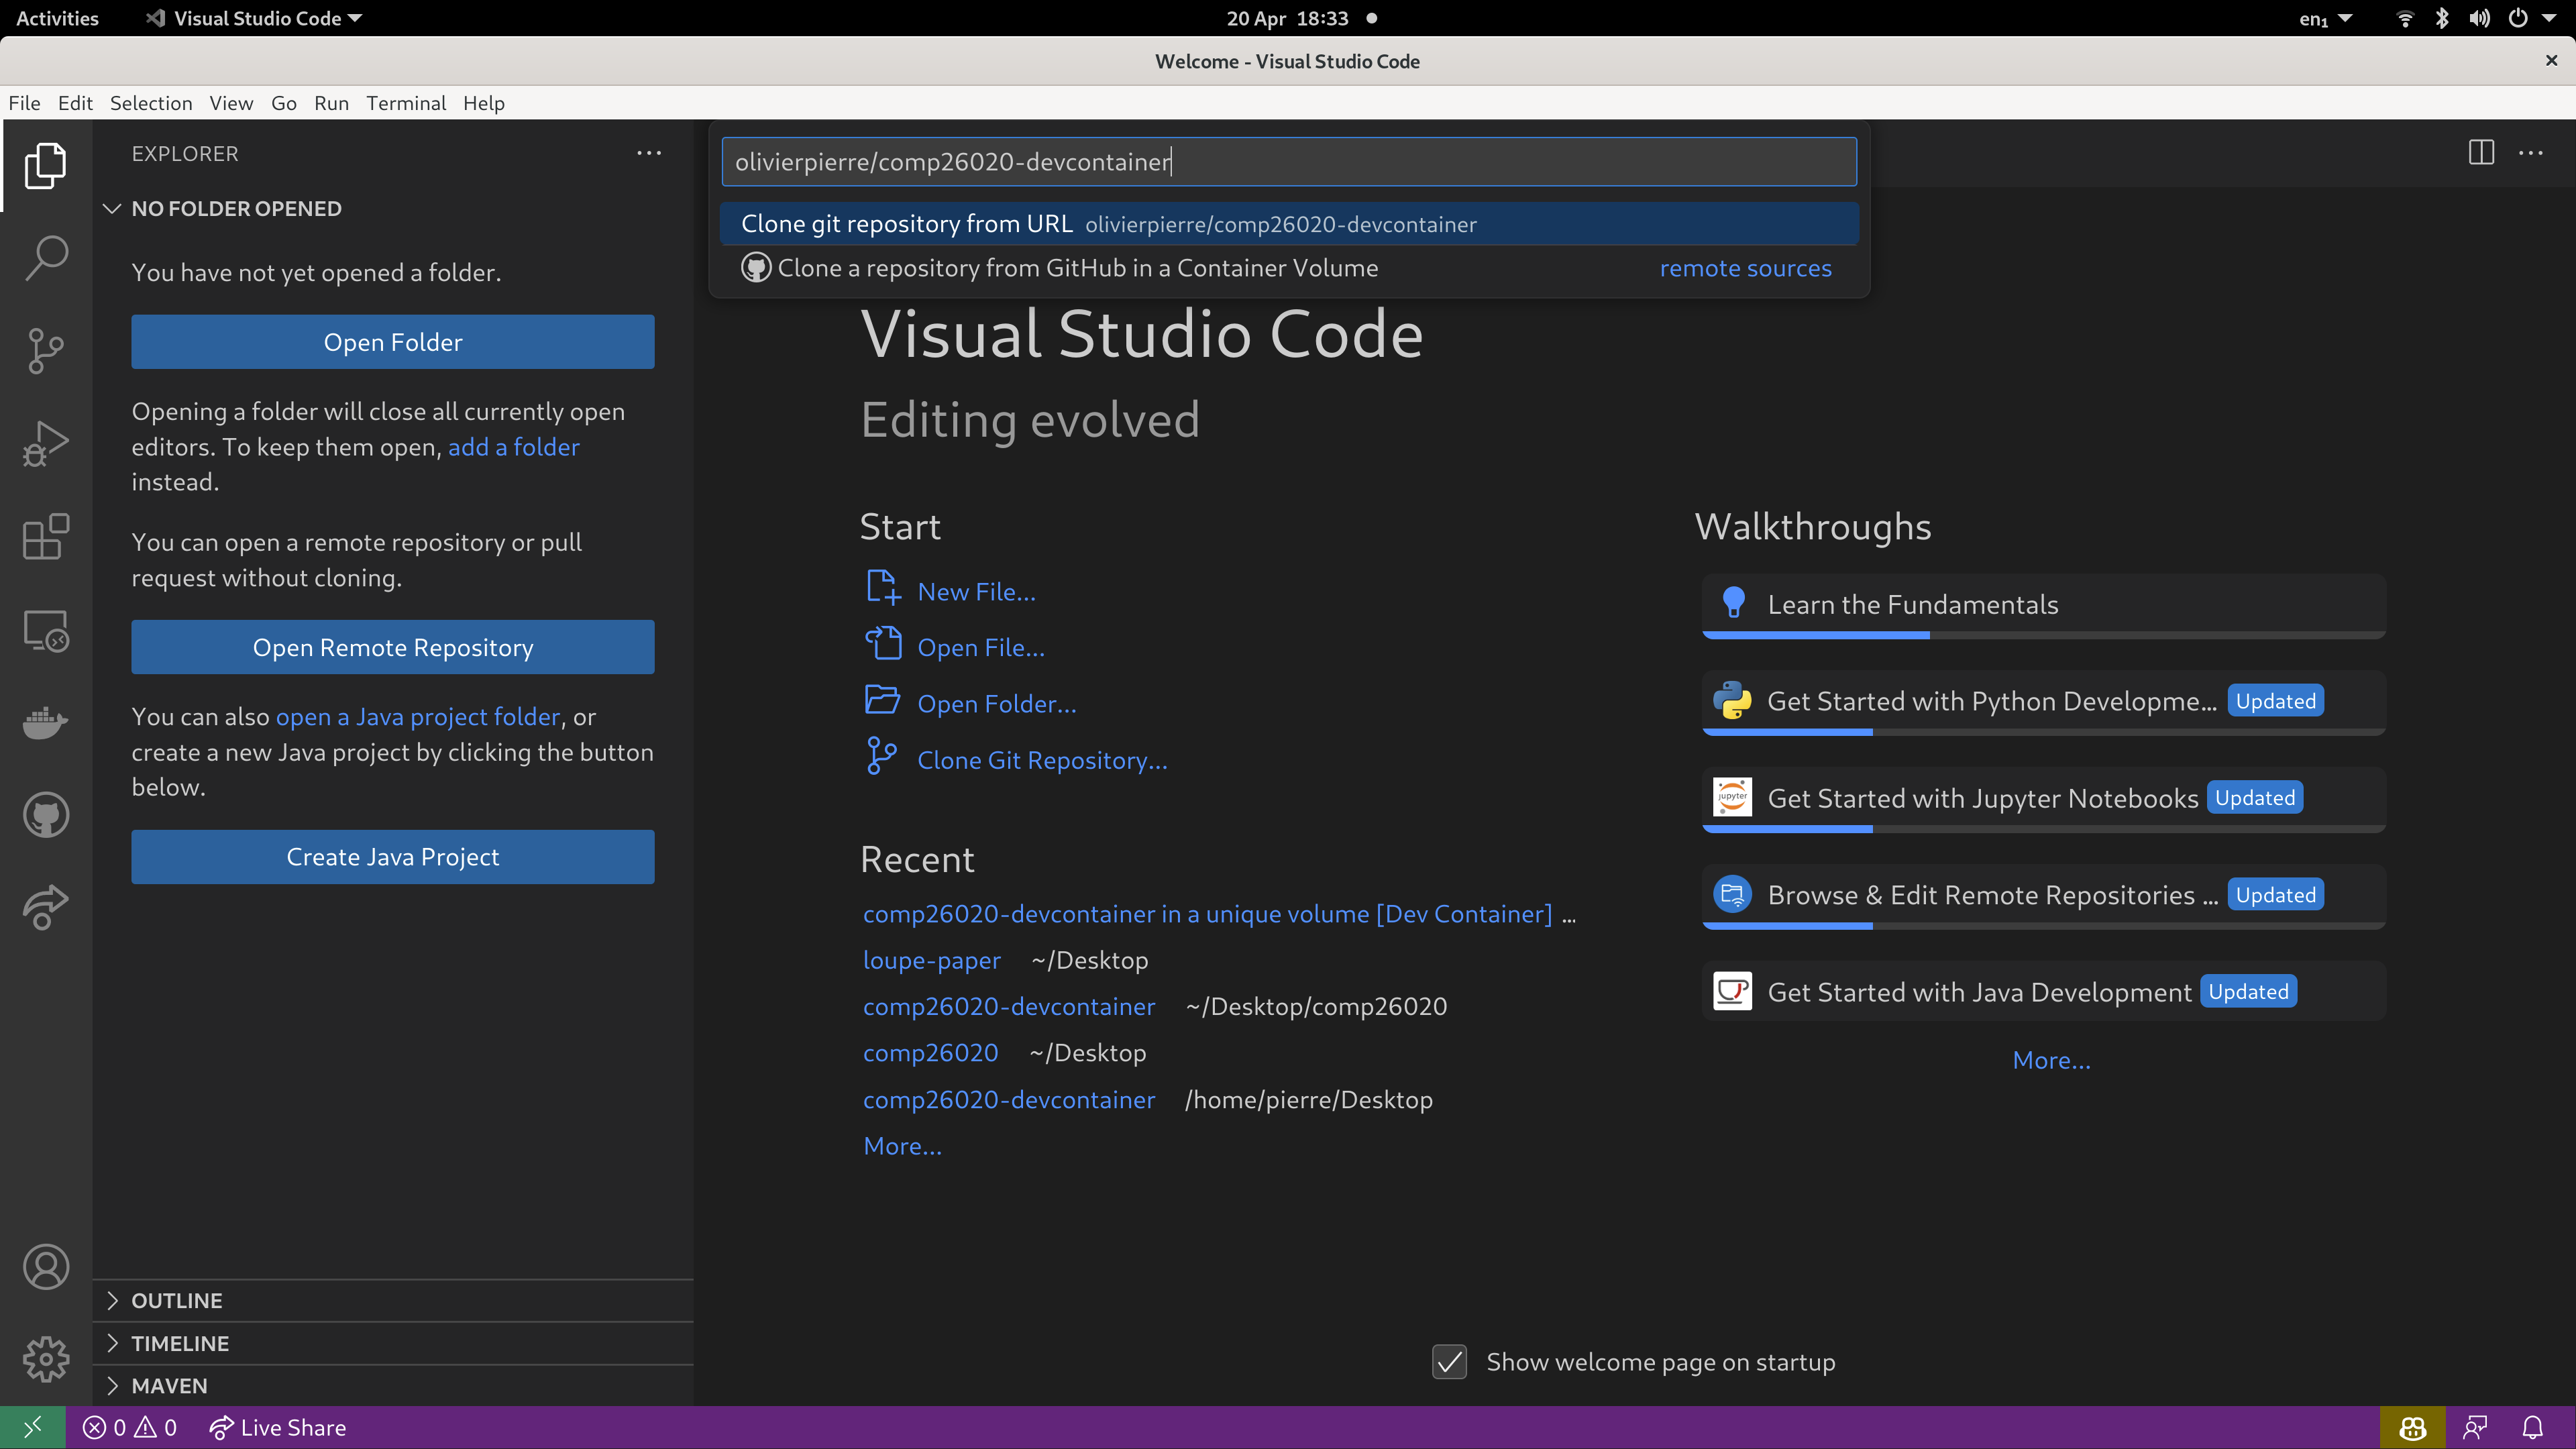 Activities Visual Studio Code 20 Apr 18:33 en₁
Welcome - Visual Studio Code
File Edit Selection View Go Run Terminal Help
EXPLORER
NO FOLDER OPENED
You have not yet opened a folder.
Open Folder
Opening a folder will close all currently open
editors. To keep them open, add a folder
instead.
You can open a remote repository or pull
request without cloning.
Open Remote Repository
You can also open a Java project folder, or
create a new Java project by clicking the button
below.
Create Java Project
OUTLINE
TIMELINE
MAVEN
olivierpierre/comp26020-devcontainer
Clone git repository from URL olivierpierre/comp26020-devcontainer
Clone a repository from GitHub in a Container Volume remote sources
Visual Studio Code
Editing evolved
Start
New File...
Open File...
Open Folder...
Clone Git Repository...
Recent
comp26020-devcontainer in a unique volume [Dev Container] ...
loupe-paper ~/Desktop
comp26020-devcontainer ~/Desktop/comp26020
comp26020 ~/Desktop
comp26020-devcontainer /home/pierre/Desktop
More...
Walkthroughs
Learn the Fundamentals
Get Started with Python Developme... Updated
jupyter
Get Started with Jupyter Notebooks Updated
Browse & Edit Remote Repositories ... Updated
Get Started with Java Development Updated
More...
Show welcome page on startup
0 0 Live Share